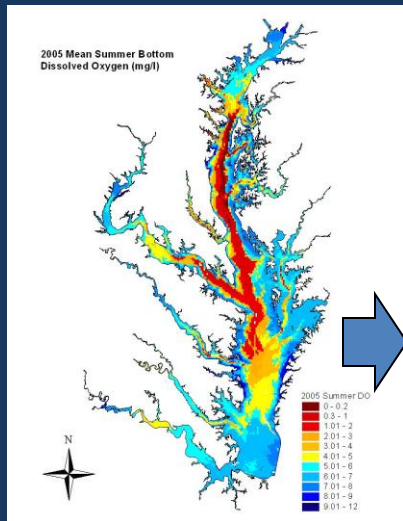 2005 Mean Summer Bottom
Dissolved Oxygen (mg/l)
N
2005 Summer DO
0 - 0.2
0.3 - 1
1.01 - 2
2.01 - 3
3.01 - 4
4.01 - 5
5.01 - 6
6.01 - 7
7.01 - 8
8.01 - 9
9.01 - 12